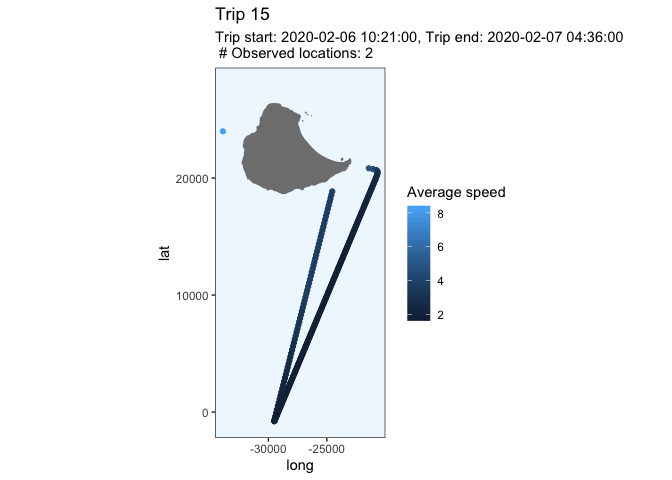 Trip 15
Trip start: 2020-02-06 10:21:00, Trip end: 2020-02-07 04:36:00
# Observed locations: 2
20000
10000
0
lat
-30000 -25000
long
Average speed
8
6
4
2